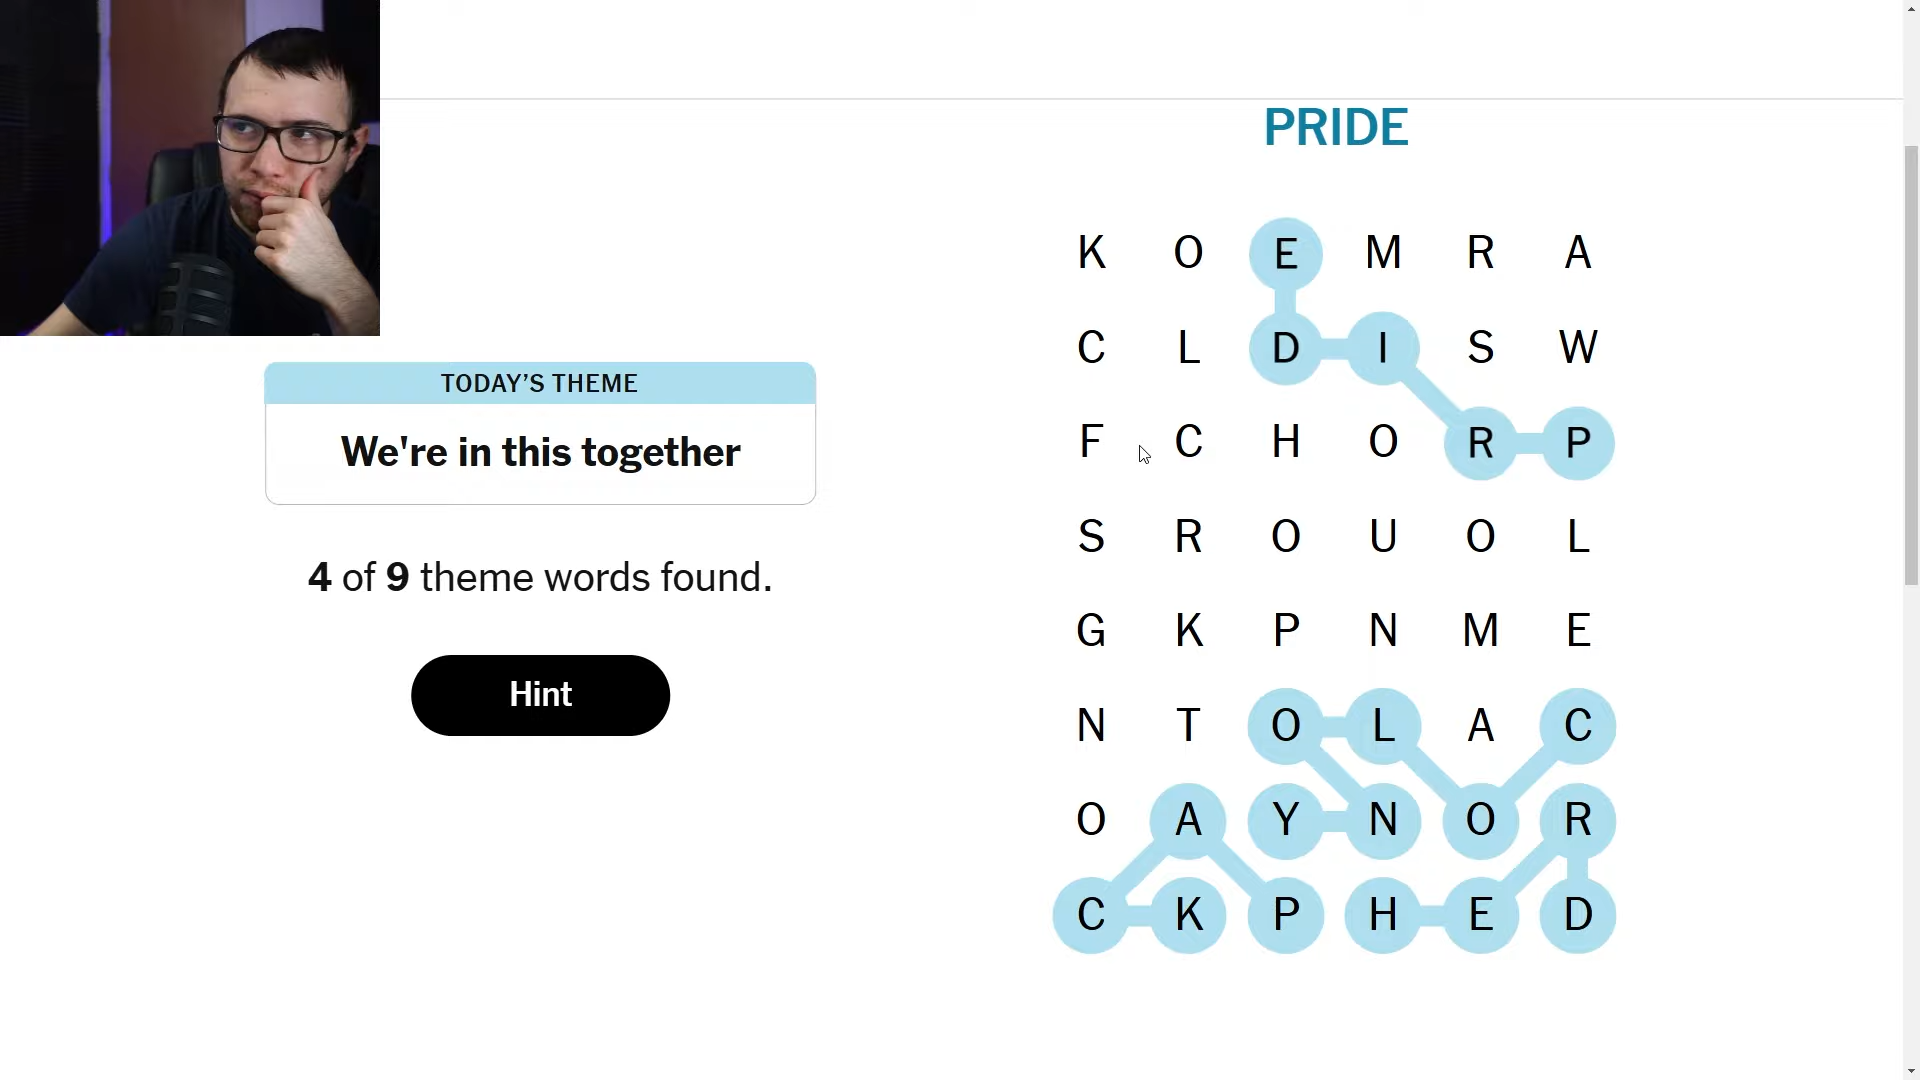 PRIDE
TODAY'S THEME
We're in this together
4 of 9 theme words found.
Hint
K O E M R A
C L D I S W
F C H O R P
S R O U O L
G K P N M E
N T O L A C
O A Y N O R
C K P H E D